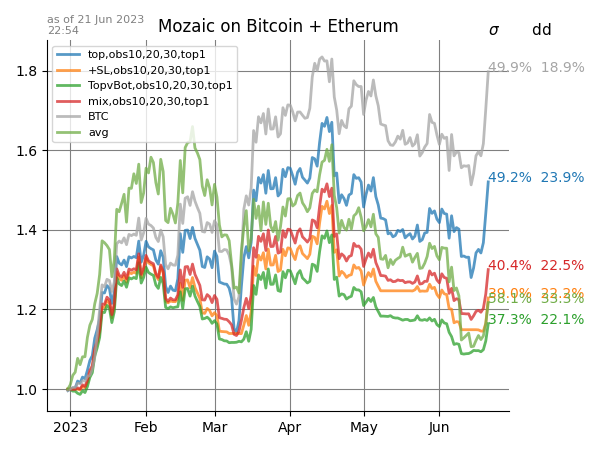 as of 21 Jun 2023
22:54
Mozaic on Bitcoin + Etherum
σ dd
top,obs10,20,30,top1
+SL,obs10,20,30,top1
TopvBot,obs10,20,30,top1
mix,obs10,20,30,top1
BTC
avg
49.9% 18.9%
49.2% 23.9%
40.4% 22.5%
37.3% 22.1%
1.8
1.6
1.4
1.2
1.0
2023 Feb Mar Apr May Jun